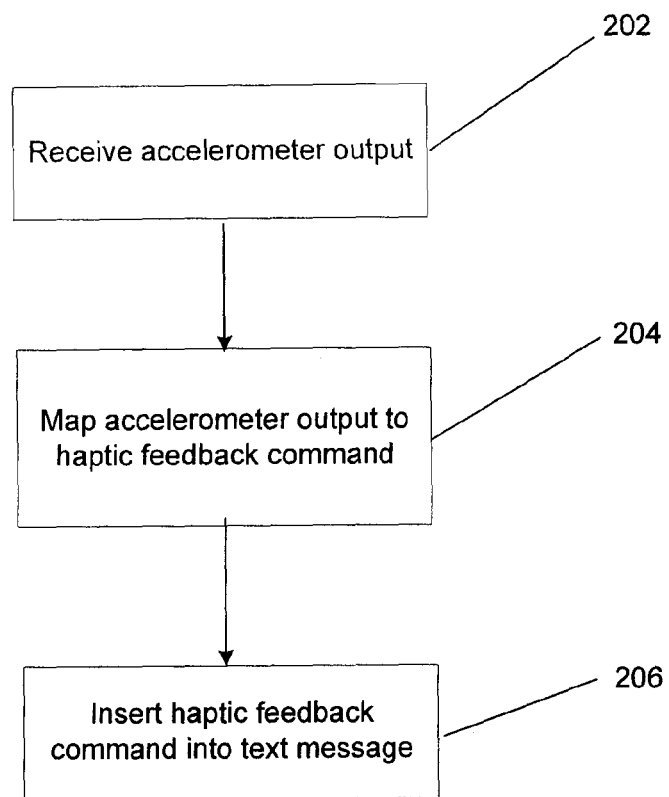 202
Receive accelerometer output
204
Map accelerometer output to
haptic feedback command
206
Insert haptic feedback
command into text message